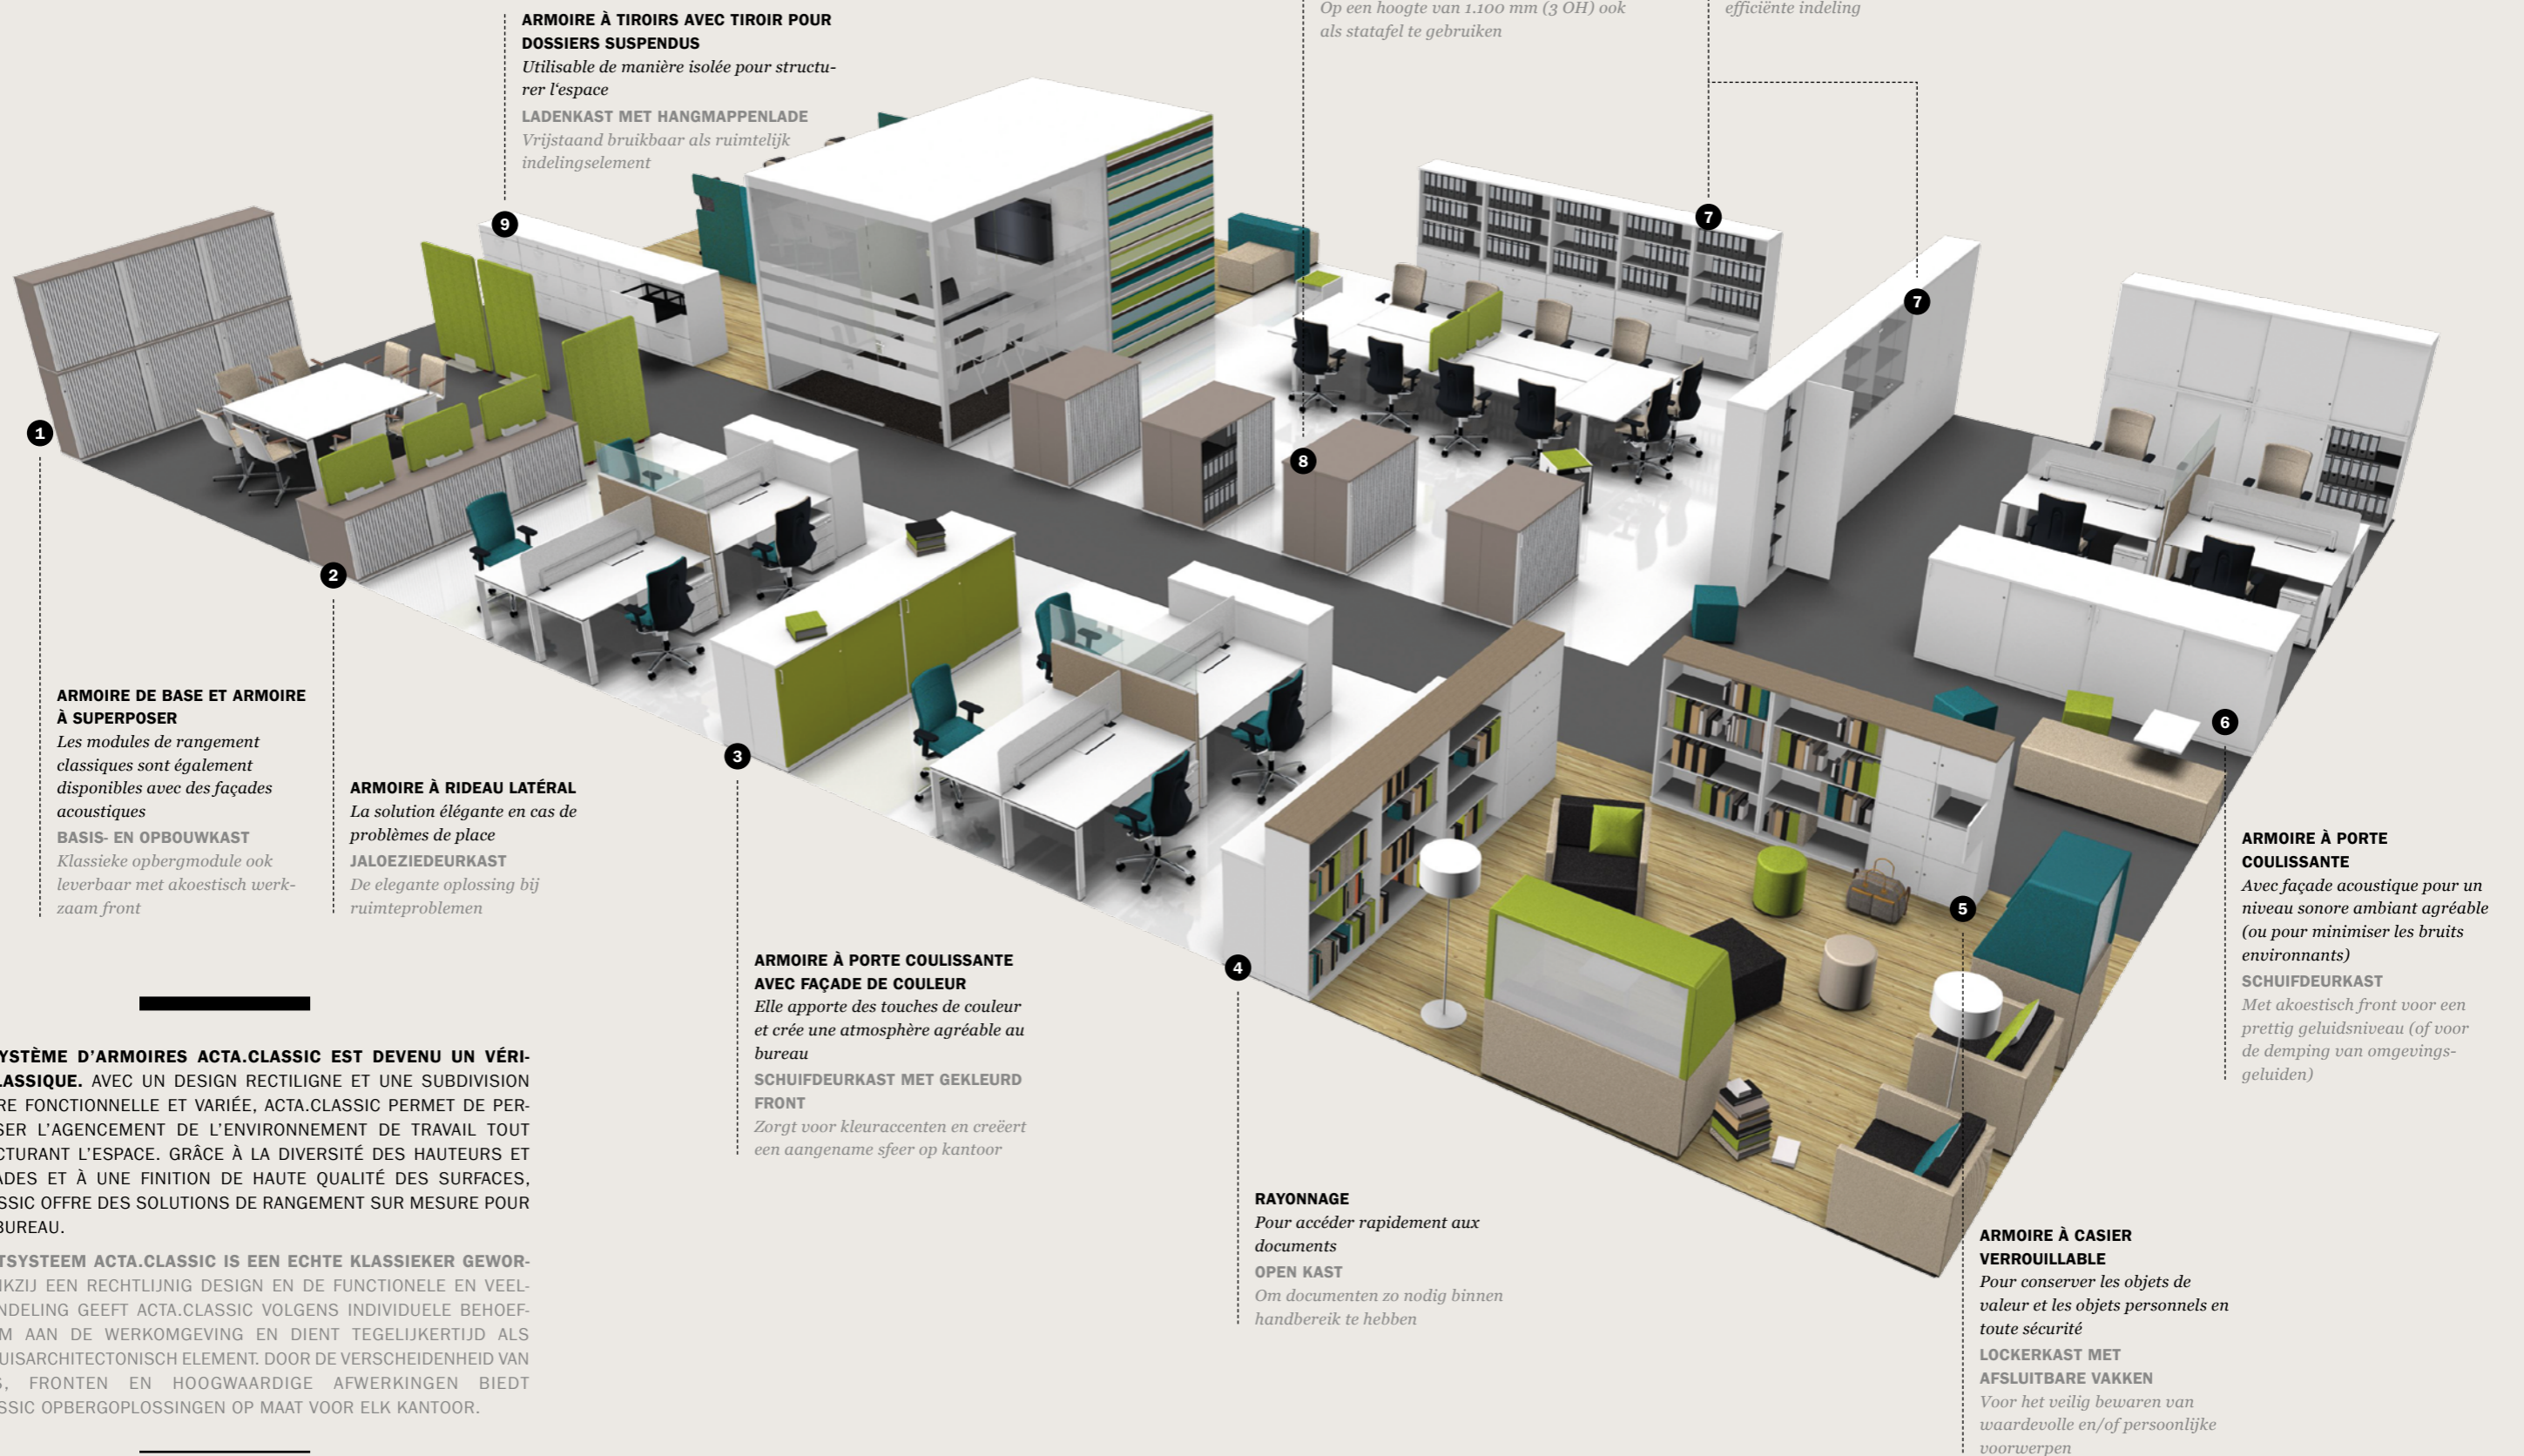 ARMOIRE À TIROIRS AVEC TIROIR POUR
DOSSIERS SUSPENDUS
Utilisable de manière isolée pour structu-
rer l‘espace
LADENKAST MET HANGMAPPENLADE
Vrijstaand bruikbaar als ruimtelijk
indelingselement
Op een hoogte van 1.100 mm (3 OH) ook
als statafel te gebruiken
efficiënte indeling
9
7
7
1
8
2
3
6
5
4
ARMOIRE DE BASE ET ARMOIRE
À SUPERPOSER
Les modules de rangement
classiques sont également
disponibles avec des façades
acoustiques
BASIS- EN OPBOUWKAST
Klassieke opbergmodule ook
leverbaar met akoestisch werk-
zaam front
ARMOIRE À RIDEAU LATÉRAL
La solution élégante en cas de
problèmes de place
JALOEZIEDEURKAST
De elegante oplossing bij
ruimteproblemen
ARMOIRE À PORTE COULISSANTE
AVEC FAÇADE DE COULEUR
Elle apporte des touches de couleur
et crée une atmosphère agréable au
bureau
SCHUIFDEURKAST MET GEKLEURD
FRONT
Zorgt voor kleuraccenten en creëert
een aangename sfeer op kantoor
RAYONNAGE
Pour accéder rapidement aux
documents
OPEN KAST
Om documenten zo nodig binnen
handbereik te hebben
ARMOIRE À CASIER
VERROUILLABLE
Pour conserver les objets de
valeur et les objets personnels en
toute sécurité
LOCKERKAST MET
AFSLUITBARE VAKKEN
Voor het veilig bewaren van
waardevolle en/of persoonlijke
voorwerpen
ARMOIRE À PORTE
COULISSANTE
Avec façade acoustique pour un
niveau sonore ambiant agréable
(ou pour minimiser les bruits
environnants)
SCHUIFDEURKAST
Met akoestisch front voor een
prettig geluidsniveau (of voor
de demping van omgevings-
geluiden)
YSTÈME D’ARMOIRES ACTA.CLASSIC EST DEVENU UN VÉRI-
LASSIQUE. AVEC UN DESIGN RECTILIGNE ET UNE SUBDIVISION
RE FONCTIONNELLE ET VARIÉE, ACTA.CLASSIC PERMET DE PER-
SER L’AGENCEMENT DE L’ENVIRONNEMENT DE TRAVAIL TOUT
CTURANT L’ESPACE. GRÂCE À LA DIVERSITÉ DES HAUTEURS ET
ADES ET À UNE FINITION DE HAUTE QUALITÉ DES SURFACES,
SSIC OFFRE DES SOLUTIONS DE RANGEMENT SUR MESURE POUR
BUREAU.
TSYSTEEM ACTA.CLASSIC IS EEN ECHTE KLASSIEKER GEWOR-
NKZIJ EEN RECHTLIJNIG DESIGN EN DE FUNCTIONELE EN VEEL-
NDELING GEEFT ACTA.CLASSIC VOLGENS INDIVIDUELE BEHOEF-
M AAN DE WERKOMGEVING EN DIENT TEGELIJKERTIJD ALS
UISARCHITECTONISCH ELEMENT. DOOR DE VERSCHEIDENHEID VAN
S, FRONTEN EN HOOGWAARDIGE AFWERKINGEN BIEDT
SSIC OPBERGOPLOSSINGEN OP MAAT VOOR ELK KANTOOR.